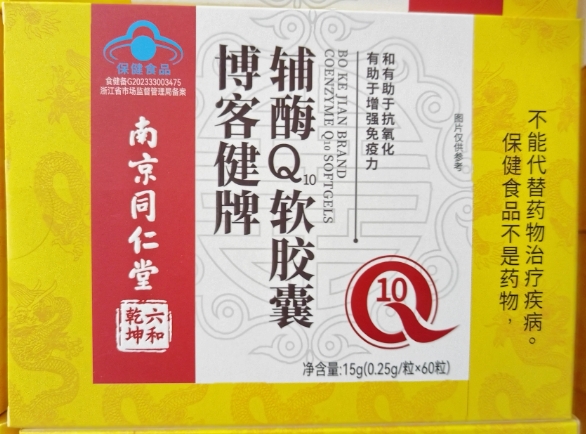 保健食品
食健备G202333003475
浙江省市场监督管理局备案
南京同仁堂
六和
乾坤
博客健牌
辅酶Q10软胶囊
BO KE JIAN BRAND
COENZYME Q10 SOFTGELS
有助于增强免疫力
和有助于抗氧化
Q10
图片仅供参考
净含量:15g(0.25g/粒×60粒)
保健食品不是药物，
不能代替药物治疗疾病。